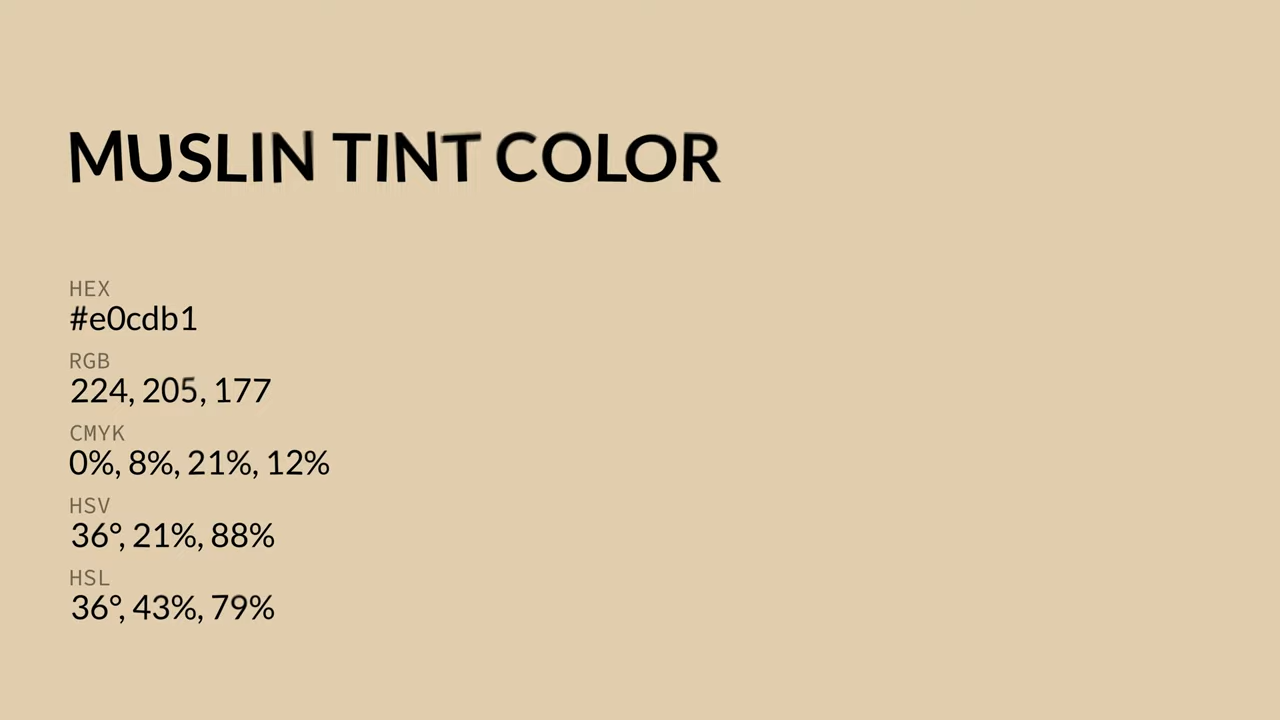 MUSLIN TINT COLOR
HEX
#e0cdb1
RGB
224, 205, 177
CMYK
0%, 8%, 21%, 12%
HSV
36°, 21%, 88%
HSL
36°, 43%, 79%